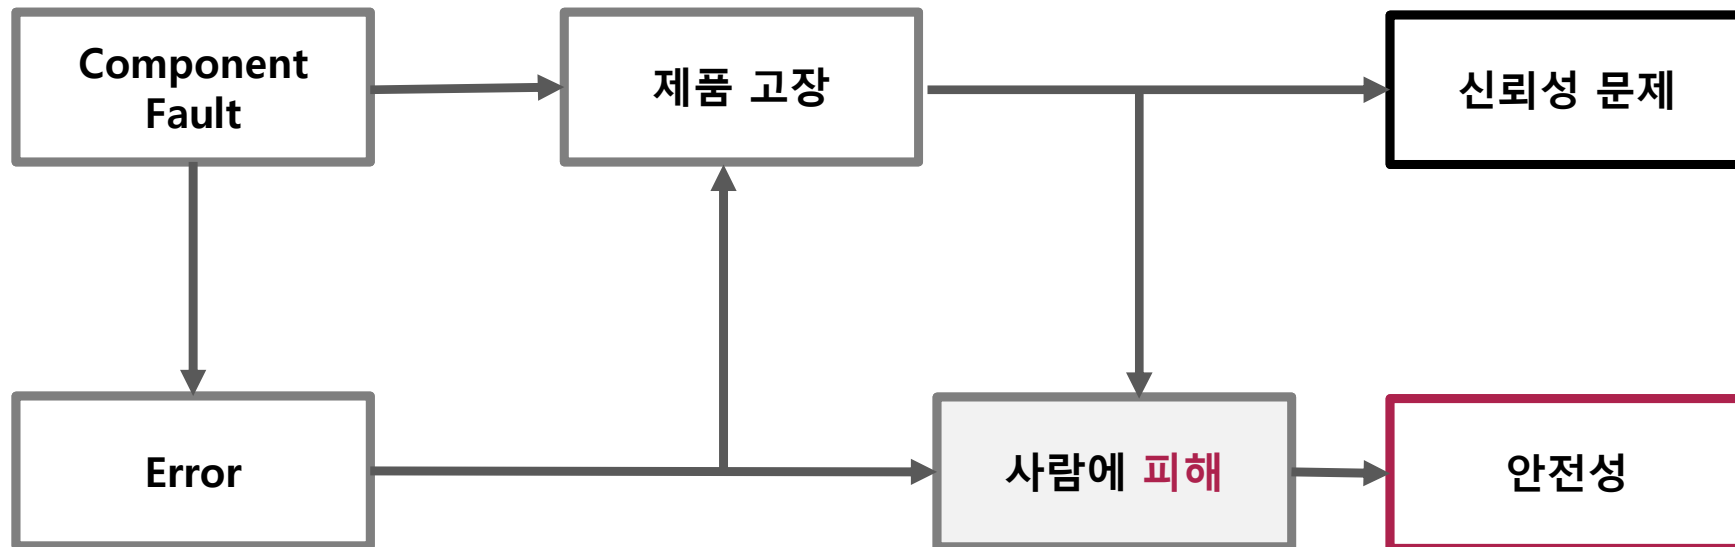 Component
Fault
제품 고장
신뢰성 문제
Error
사람에 피해
안전성